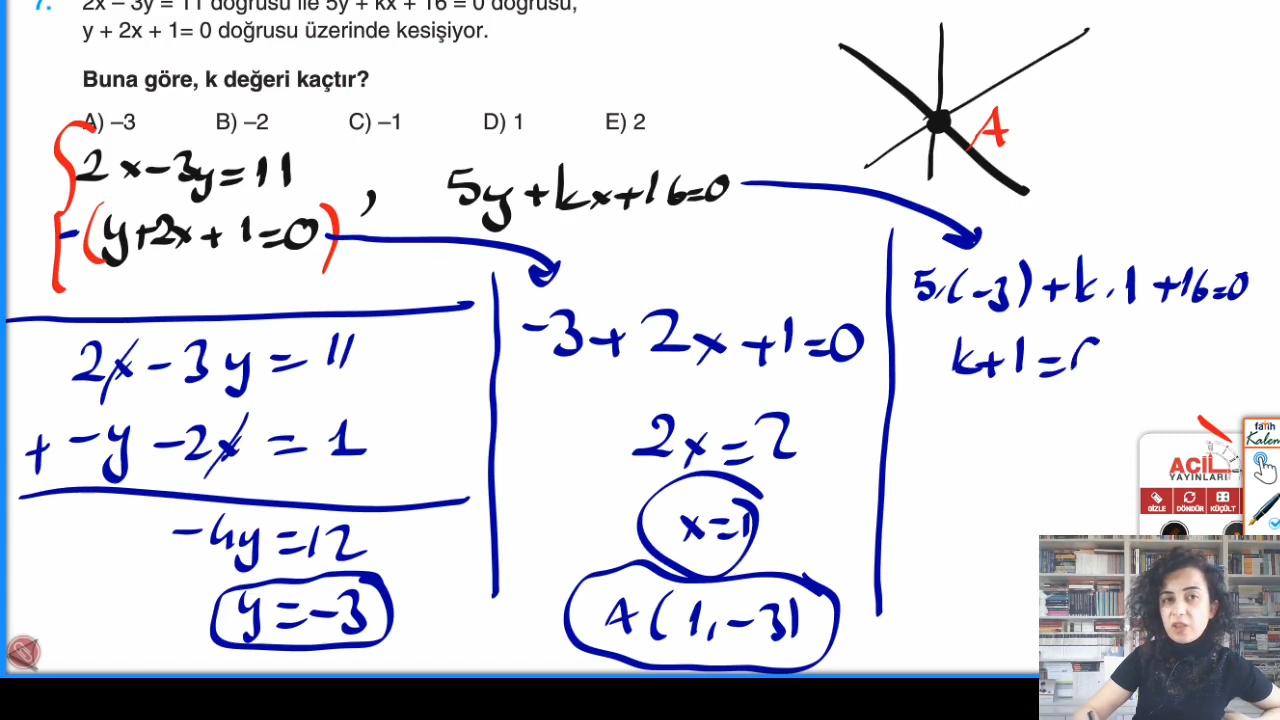 7. 2x – 3y = 11 doğrusu ile 5y + kx + 16 = 0 doğrusu,
y + 2x + 1= 0 doğrusu üzerinde kesişiyor.
Buna göre, k değeri kaçtır?
A) –3 B) –2 C) –1 D) 1 E) 2
2x-3y=11
-(y+2x+1=0) , 5y+kx+16=0
A
2x-3y=11
+ -y-2x=1
-4y=12
y=-3
-3+2x+1=0
2x=2
x=1
A(1,-3)
5.(-3)+k.1+16=0
k+1=
fatih
Kalem
ACİL
YAYINLARI
GİZLE DÖNDÜR KÜÇÜLT